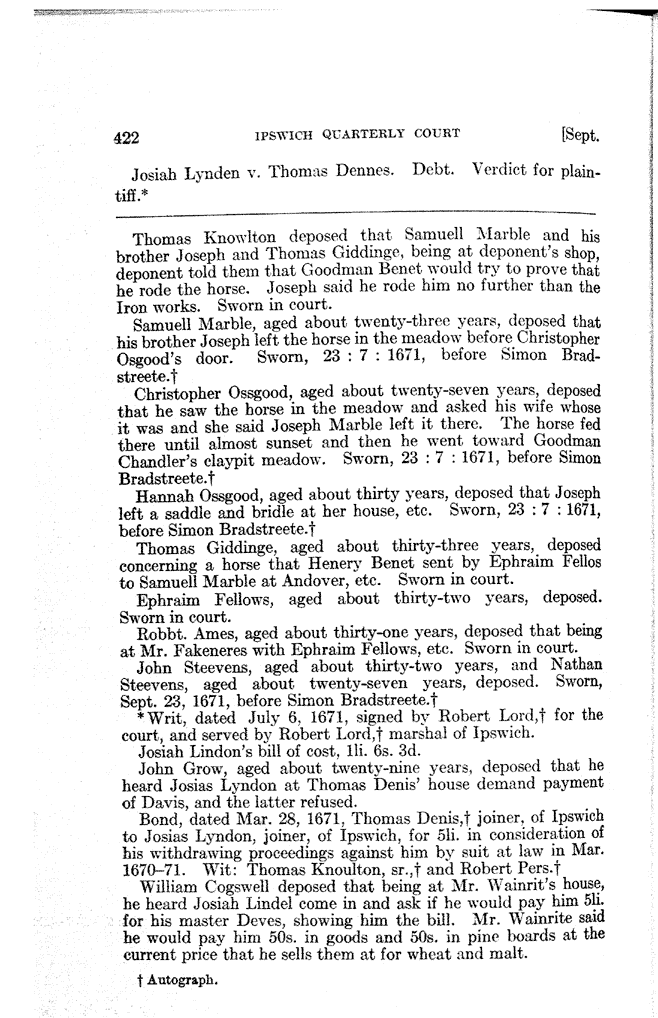 422 IPSWICH QUARTERLY COURT [Sept.
Josiah Lynden v. Thomas Dennes. Debt. Verdict for plain-
tiff.*
Thomas Knowlton deposed that Samuell Marble and his
brother Joseph and Thomas Giddinge, being at deponent's shop,
deponent told them that Goodman Benet would try to prove that
he rode the horse. Joseph said he rode him no further than the
Iron works. Sworn in court.
Samuell Marble, aged about twenty-three years, deposed that
his brother Joseph left the horse in the meadow before Christopher
Osgood's door. Sworn, 23 : 7 : 1671, before Simon Brad-
streete.†
Christopher Ossgood, aged about twenty-seven years, deposed
that he saw the horse in the meadow and asked his wife whose
it was and she said Joseph Marble left it there. The horse fed
there until almost sunset and then he went toward Goodman
Chandler's claypit meadow. Sworn, 23 : 7 : 1671, before Simon
Bradstreete.†
Hannah Ossgood, aged about thirty years, deposed that Joseph
left a saddle and bridle at her house, etc. Sworn, 23 : 7 : 1671,
before Simon Bradstreete.†
Thomas Giddinge, aged about thirty-three years, deposed
concerning a horse that Henery Benet sent by Ephraim Fellos
to Samuell Marble at Andover, etc. Sworn in court.
Ephraim Fellows, aged about thirty-two years, deposed.
Sworn in court.
Robbt. Ames, aged about thirty-one years, deposed that being
at Mr. Fakeneres with Ephraim Fellows, etc. Sworn in court.
John Steevens, aged about thirty-two years, and Nathan
Steevens, aged about twenty-seven years, deposed. Sworn,
Sept. 23, 1671, before Simon Bradstreete.†
*Writ, dated July 6, 1671, signed by Robert Lord,† for the
court, and served by Robert Lord,† marshal of Ipswich.
Josiah Lindon's bill of cost, 1li. 6s. 3d.
John Grow, aged about twenty-nine years, deposed that he
heard Josias Lyndon at Thomas Denis' house demand payment
of Davis, and the latter refused.
Bond, dated Mar. 28, 1671, Thomas Denis,† joiner, of Ipswich
to Josias Lyndon, joiner, of Ipswich, for 5li. in consideration of
his withdrawing proceedings against him by suit at law in Mar.
1670-71. Wit: Thomas Knoulton, sr.,† and Robert Pers.†
William Cogswell deposed that being at Mr. Wainrit's house,
he heard Josiah Lindel come in and ask if he would pay him 5li.
for his master Deves, showing him the bill. Mr. Wainrite said
he would pay him 50s. in goods and 50s. in pine boards at the
current price that he sells them at for wheat and malt.
† Autograph.